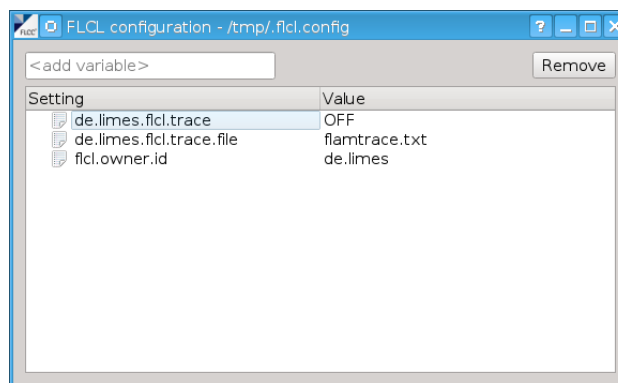 FLCC
FLCL configuration - /tmp/.flcl.config
<add variable>
Remove
Setting Value
de.limes.flcl.trace OFF
de.limes.flcl.trace.file flamtrace.txt
flcl.owner.id de.limes